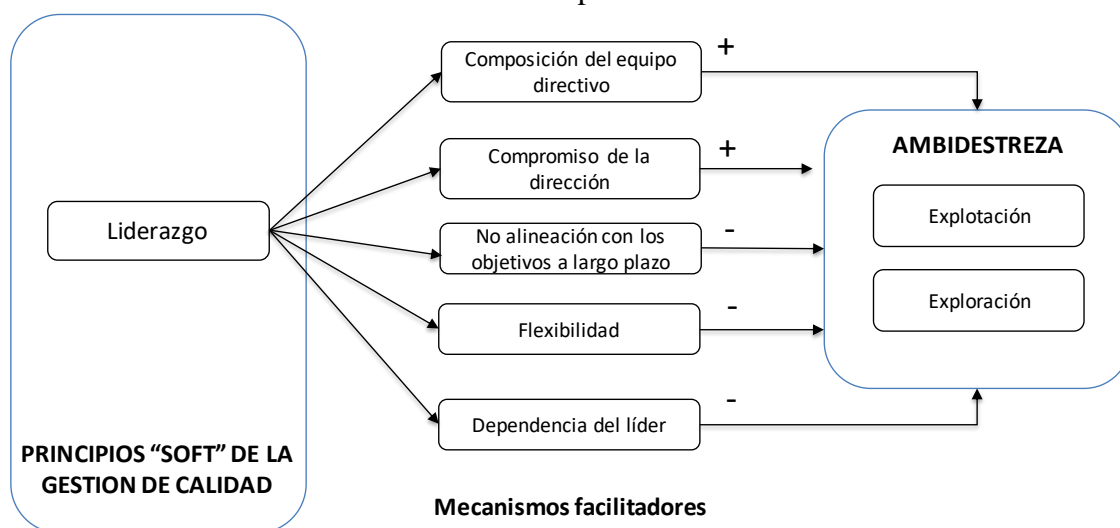 Liderazgo
PRINCIPIOS “SOFT” DE LA
GESTION DE CALIDAD
Composición del equipo
directivo
+
Compromiso de la
dirección
+
No alineación con los
objetivos a largo plazo
-
Flexibilidad
-
Dependencia del líder
-
Mecanismos facilitadores
AMBIDESTREZA
Explotación
Exploración